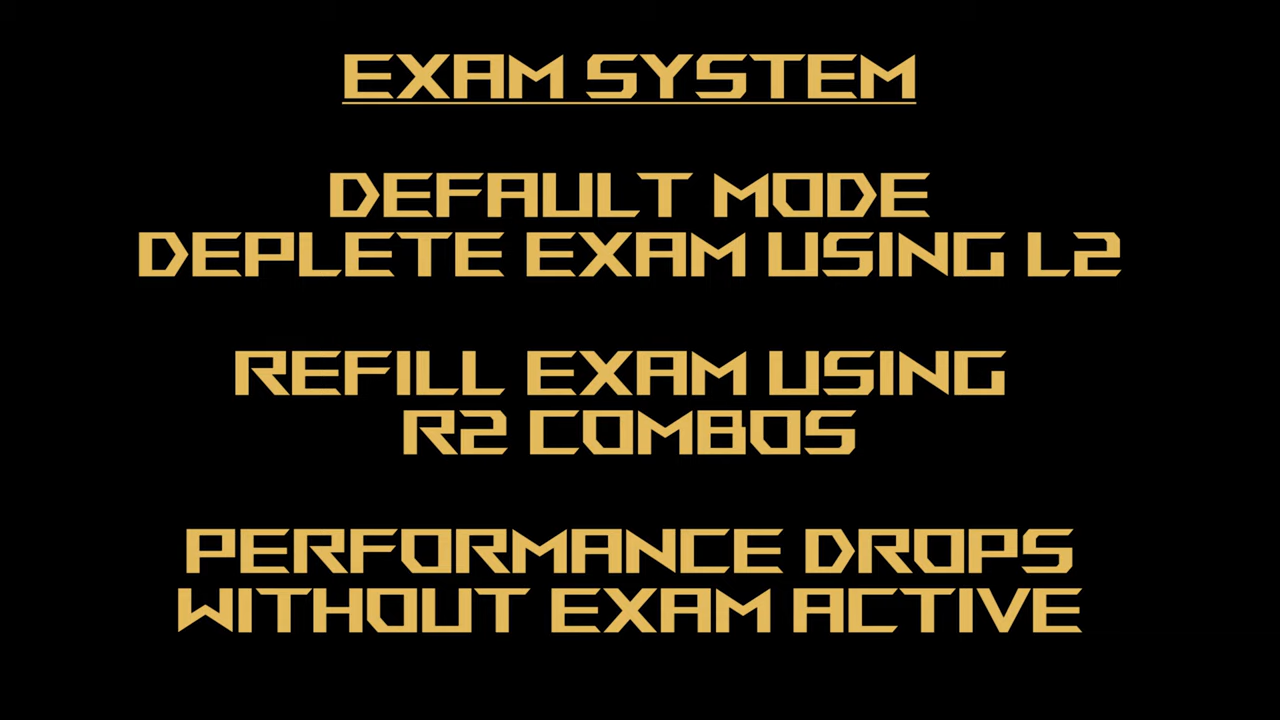 EXAM SYSTEM
DEFAULT MODE
DEPLETE EXAM USING L2
REFILL EXAM USING
R2 COMBOS
PERFORMANCE DROPS
WITHOUT EXAM ACTIVE